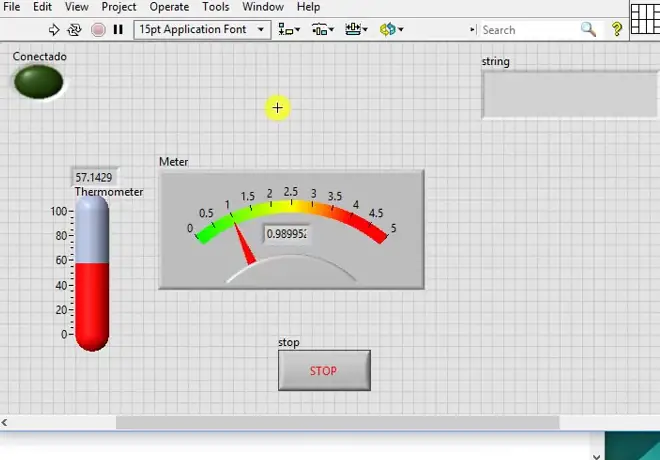 File Edit View Project Operate Tools Window Help
15pt Application Font
Search
?
Conectado
string
57.1429
Thermometer
100
80
60
40
20
0
Meter
0 0.5 1 1.5 2 2.5 3 3.5 4 4.5 5
0.989952
stop
STOP